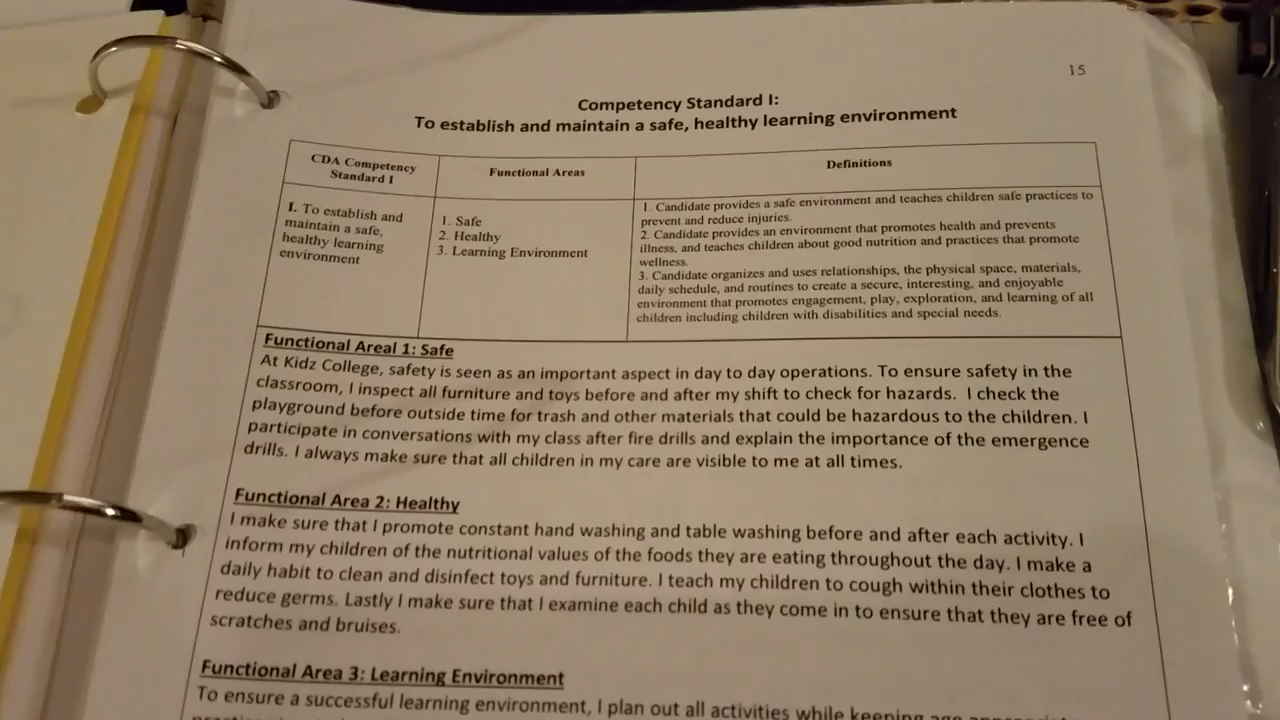 15
Competency Standard I:
To establish and maintain a safe, healthy learning environment
CDA Competency
Standard I
Functional Areas
Definitions
I. To establish and
maintain a safe,
healthy learning
environment
1. Safe
2. Healthy
3. Learning Environment
1. Candidate provides a safe environment and teaches children safe practices to
prevent and reduce injuries.
2. Candidate provides an environment that promotes health and prevents
illness, and teaches children about good nutrition and practices that promote
wellness.
3. Candidate organizes and uses relationships, the physical space, materials,
daily schedule, and routines to create a secure, interesting, and enjoyable
environment that promotes engagement, play, exploration, and learning of all
children including children with disabilities and special needs.
Functional Areal 1: Safe
At Kidz College, safety is seen as an important aspect in day to day operations. To ensure safety in the
classroom, I inspect all furniture and toys before and after my shift to check for hazards. I check the
playground before outside time for trash and other materials that could be hazardous to the children. I
participate in conversations with my class after fire drills and explain the importance of the emergence
drills. I always make sure that all children in my care are visible to me at all times.
Functional Area 2: Healthy
I make sure that I promote constant hand washing and table washing before and after each activity. I
inform my children of the nutritional values of the foods they are eating throughout the day. I make a
daily habit to clean and disinfect toys and furniture. I teach my children to cough within their clothes to
reduce germs. Lastly I make sure that I examine each child as they come in to ensure that they are free of
scratches and bruises.
Functional Area 3: Learning Environment
To ensure a successful learning environment, I plan out all activities while keeping age